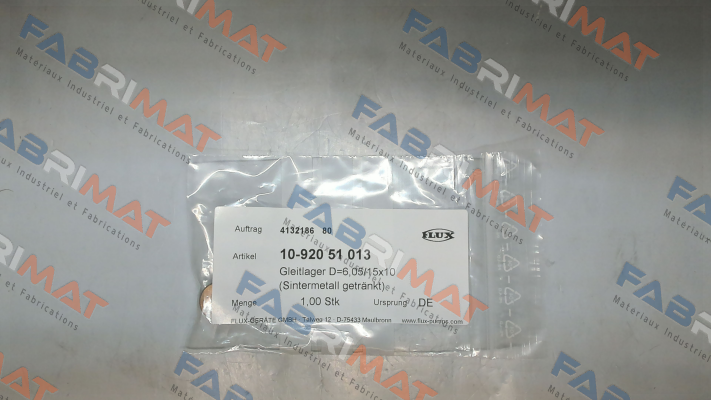 FABRIMAT
Materiaux Industriel et Fabrications
Auftrag 4132186 80
FLUX
Artikel 10-920 51 013
Gleitlager D=6,05/15x10
(Sintermetall getränkt)
Menge 1,00 Stk Ursprung DE
FLUX-GERÄTE GMBH · Talweg 12 · D-75433 Maulbronn www.flux-pumps.com